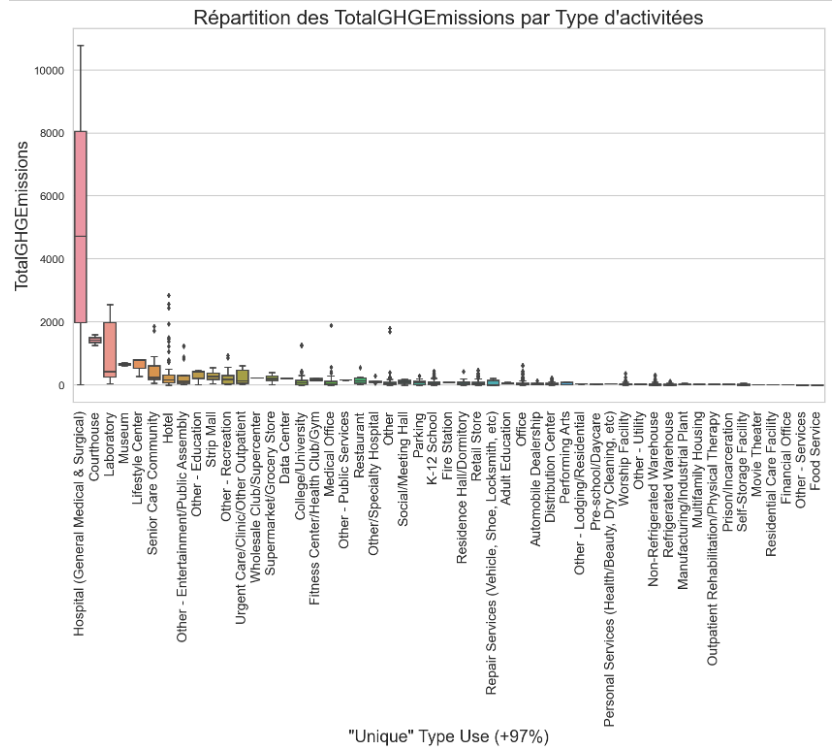 Répartition des TotalGHGEmissions par Type d'activitées
TotalGHGEmissions
10000
8000
6000
4000
2000
0
Hospital (General Medical & Surgical)
Courthouse
Laboratory
Museum
Lifestyle Center
Senior Care Community
Hotel
Other - Entertainment/Public Assembly
Other - Education
Strip Mall
Other - Recreation
Urgent Care/Clinic/Other Outpatient
Wholesale Club/Supercenter
Supermarket/Grocery Store
Data Center
College/University
Fitness Center/Health Club/Gym
Medical Office
Other - Public Services
Restaurant
Other/Specialty Hospital
Other
Social/Meeting Hall
Parking
K-12 School
Fire Station
Residence Hall/Dormitory
Retail Store
Repair Services (Vehicle, Shoe, Locksmith, etc)
Adult Education
Office
Automobile Dealership
Distribution Center
Performing Arts
Other - Lodging/Residential
Pre-school/Daycare
Personal Services (Health/Beauty, Dry Cleaning, etc)
Worship Facility
Other - Utility
Non-Refrigerated Warehouse
Refrigerated Warehouse
Manufacturing/Industrial Plant
Multifamily Housing
Outpatient Rehabilitation/Physical Therapy
Prison/Incarceration
Self-Storage Facility
Movie Theater
Residential Care Facility
Financial Office
Other - Services
Food Service
"Unique" Type Use (+97%)